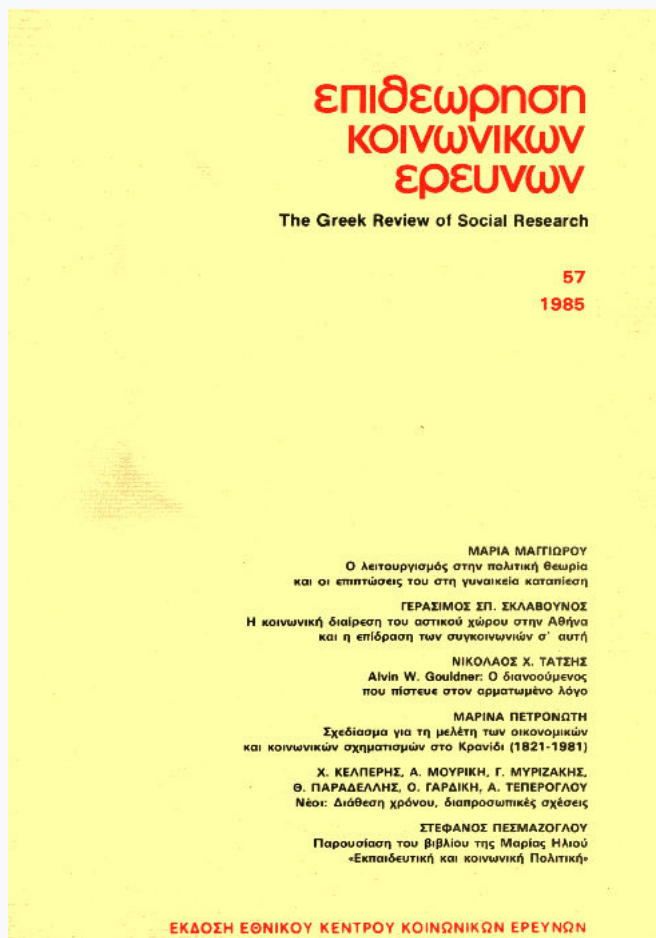 επιθεωρηση
κοινωνικων
ερευνων
The Greek Review of Social Research
57
1985
ΜΑΡΙΑ ΜΑΓΓΙΩΡΟΥ
Ο λειτουργισμός στην πολιτική θεωρία
και οι επιπτώσεις του στη γυναικεία καταπίεση
ΓΕΡΑΣΙΜΟΣ ΣΠ. ΣΚΛΑΒΟΥΝΟΣ
Η κοινωνική διαίρεση του αστικού χώρου στην Αθήνα
και η επίδραση των συγκοινωνιών σ' αυτή
ΝΙΚΟΛΑΟΣ Χ. ΤΑΤΣΗΣ
Alvin W. Gouldner: Ο διανοούμενος
που πίστευε στον αρματωμένο λόγο
ΜΑΡΙΝΑ ΠΕΤΡΟΝΩΤΗ
Σχεδίασμα για τη μελέτη των οικονομικών
και κοινωνικών σχηματισμών στο Κρανίδι (1821-1981)
Χ. ΚΕΛΠΕΡΗΣ, Α. ΜΟΥΡΙΚΗ, Γ. ΜΥΡΙΖΑΚΗΣ,
Θ. ΠΑΡΑΔΕΛΛΗΣ, Ο. ΓΑΡΔΙΚΗ, Α. ΤΕΠΕΡΟΓΛΟΥ
Νέοι: Διάθεση χρόνου, διαπροσωπικές σχέσεις
ΣΤΕΦΑΝΟΣ ΠΕΣΜΑΖΟΓΛΟΥ
Παρουσίαση του βιβλίου της Μαρίας Ηλιού
«Εκπαιδευτική και κοινωνική Πολιτική»
ΕΚΔΟΣΗ ΕΘΝΙΚΟΥ ΚΕΝΤΡΟΥ ΚΟΙΝΩΝΙΚΩΝ ΕΡΕΥΝΩΝ